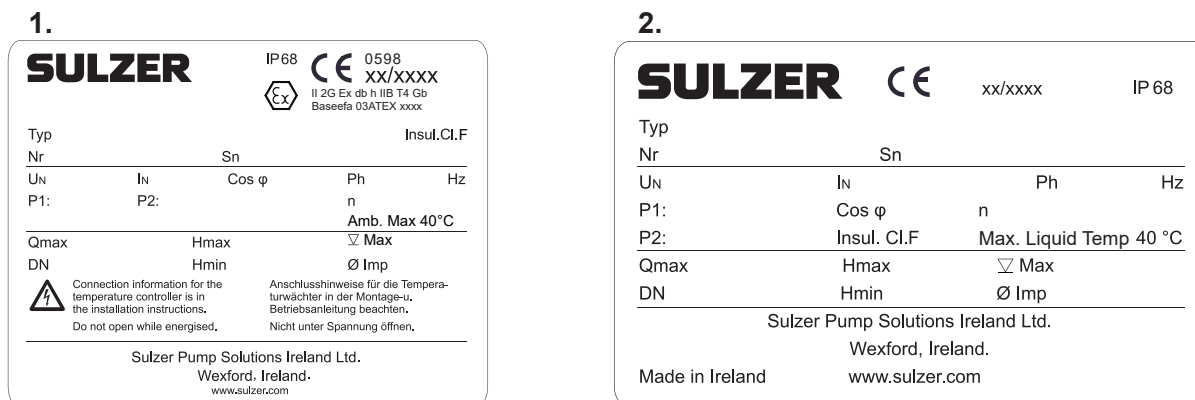 1.
SULZER
IP68 CE 0598
xx/xxxx
Ex
II 2G Ex db h IIB T4 Gb
Baseefa 03ATEX xxxx
Typ Insul.Cl.F
Nr Sn
UN IN Cos φ Ph Hz
P1: P2: n
Amb. Max 40°C
Qmax Hmax ▽ Max
DN Hmin Ø Imp
Connection information for the
temperature controller is in
the installation instructions.
Do not open while energised.
Anschlusshinweise für die Tempera-
turwächter in der Montage-u.
Betriebsanleitung beachten.
Nicht unter Spannung öffnen.
Sulzer Pump Solutions Ireland Ltd.
Wexford, Ireland.
www.sulzer.com
2.
SULZER CE xx/xxxx IP 68
Typ
Nr Sn
UN IN Ph Hz
P1: Cos φ n
P2: Insul. Cl.F Max. Liquid Temp 40 °C
Qmax Hmax ▽ Max
DN Hmin Ø Imp
Sulzer Pump Solutions Ireland Ltd.
Wexford, Ireland.
Made in Ireland www.sulzer.com